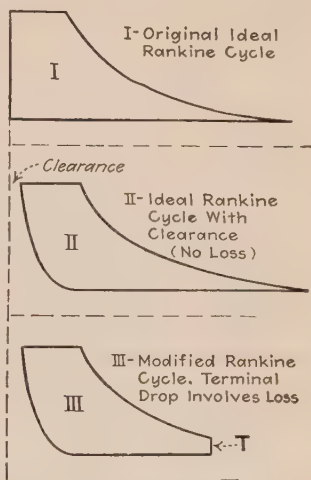 I-Original Ideal
Rankine Cycle
I
Clearance
II-Ideal Rankine
Cycle With
Clearance
(No Loss)
II
III-Modified Rankine
Cycle. Terminal
Drop Involves Loss
III
T